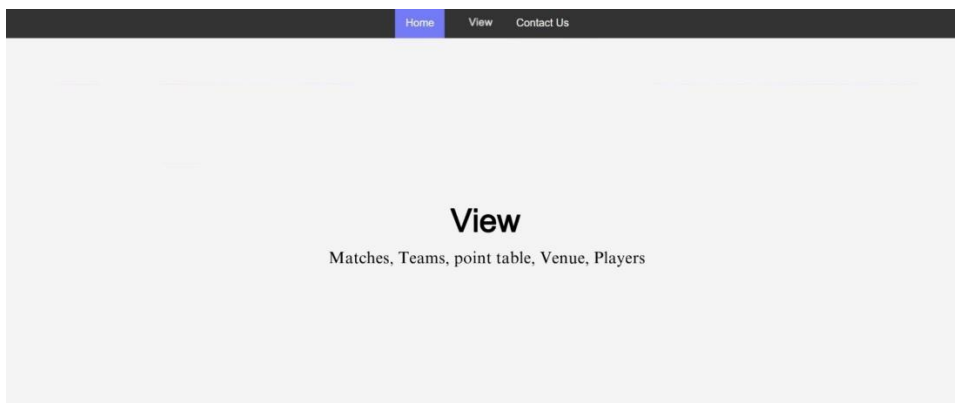 Home View Contact Us
View
Matches, Teams, point table, Venue, Players